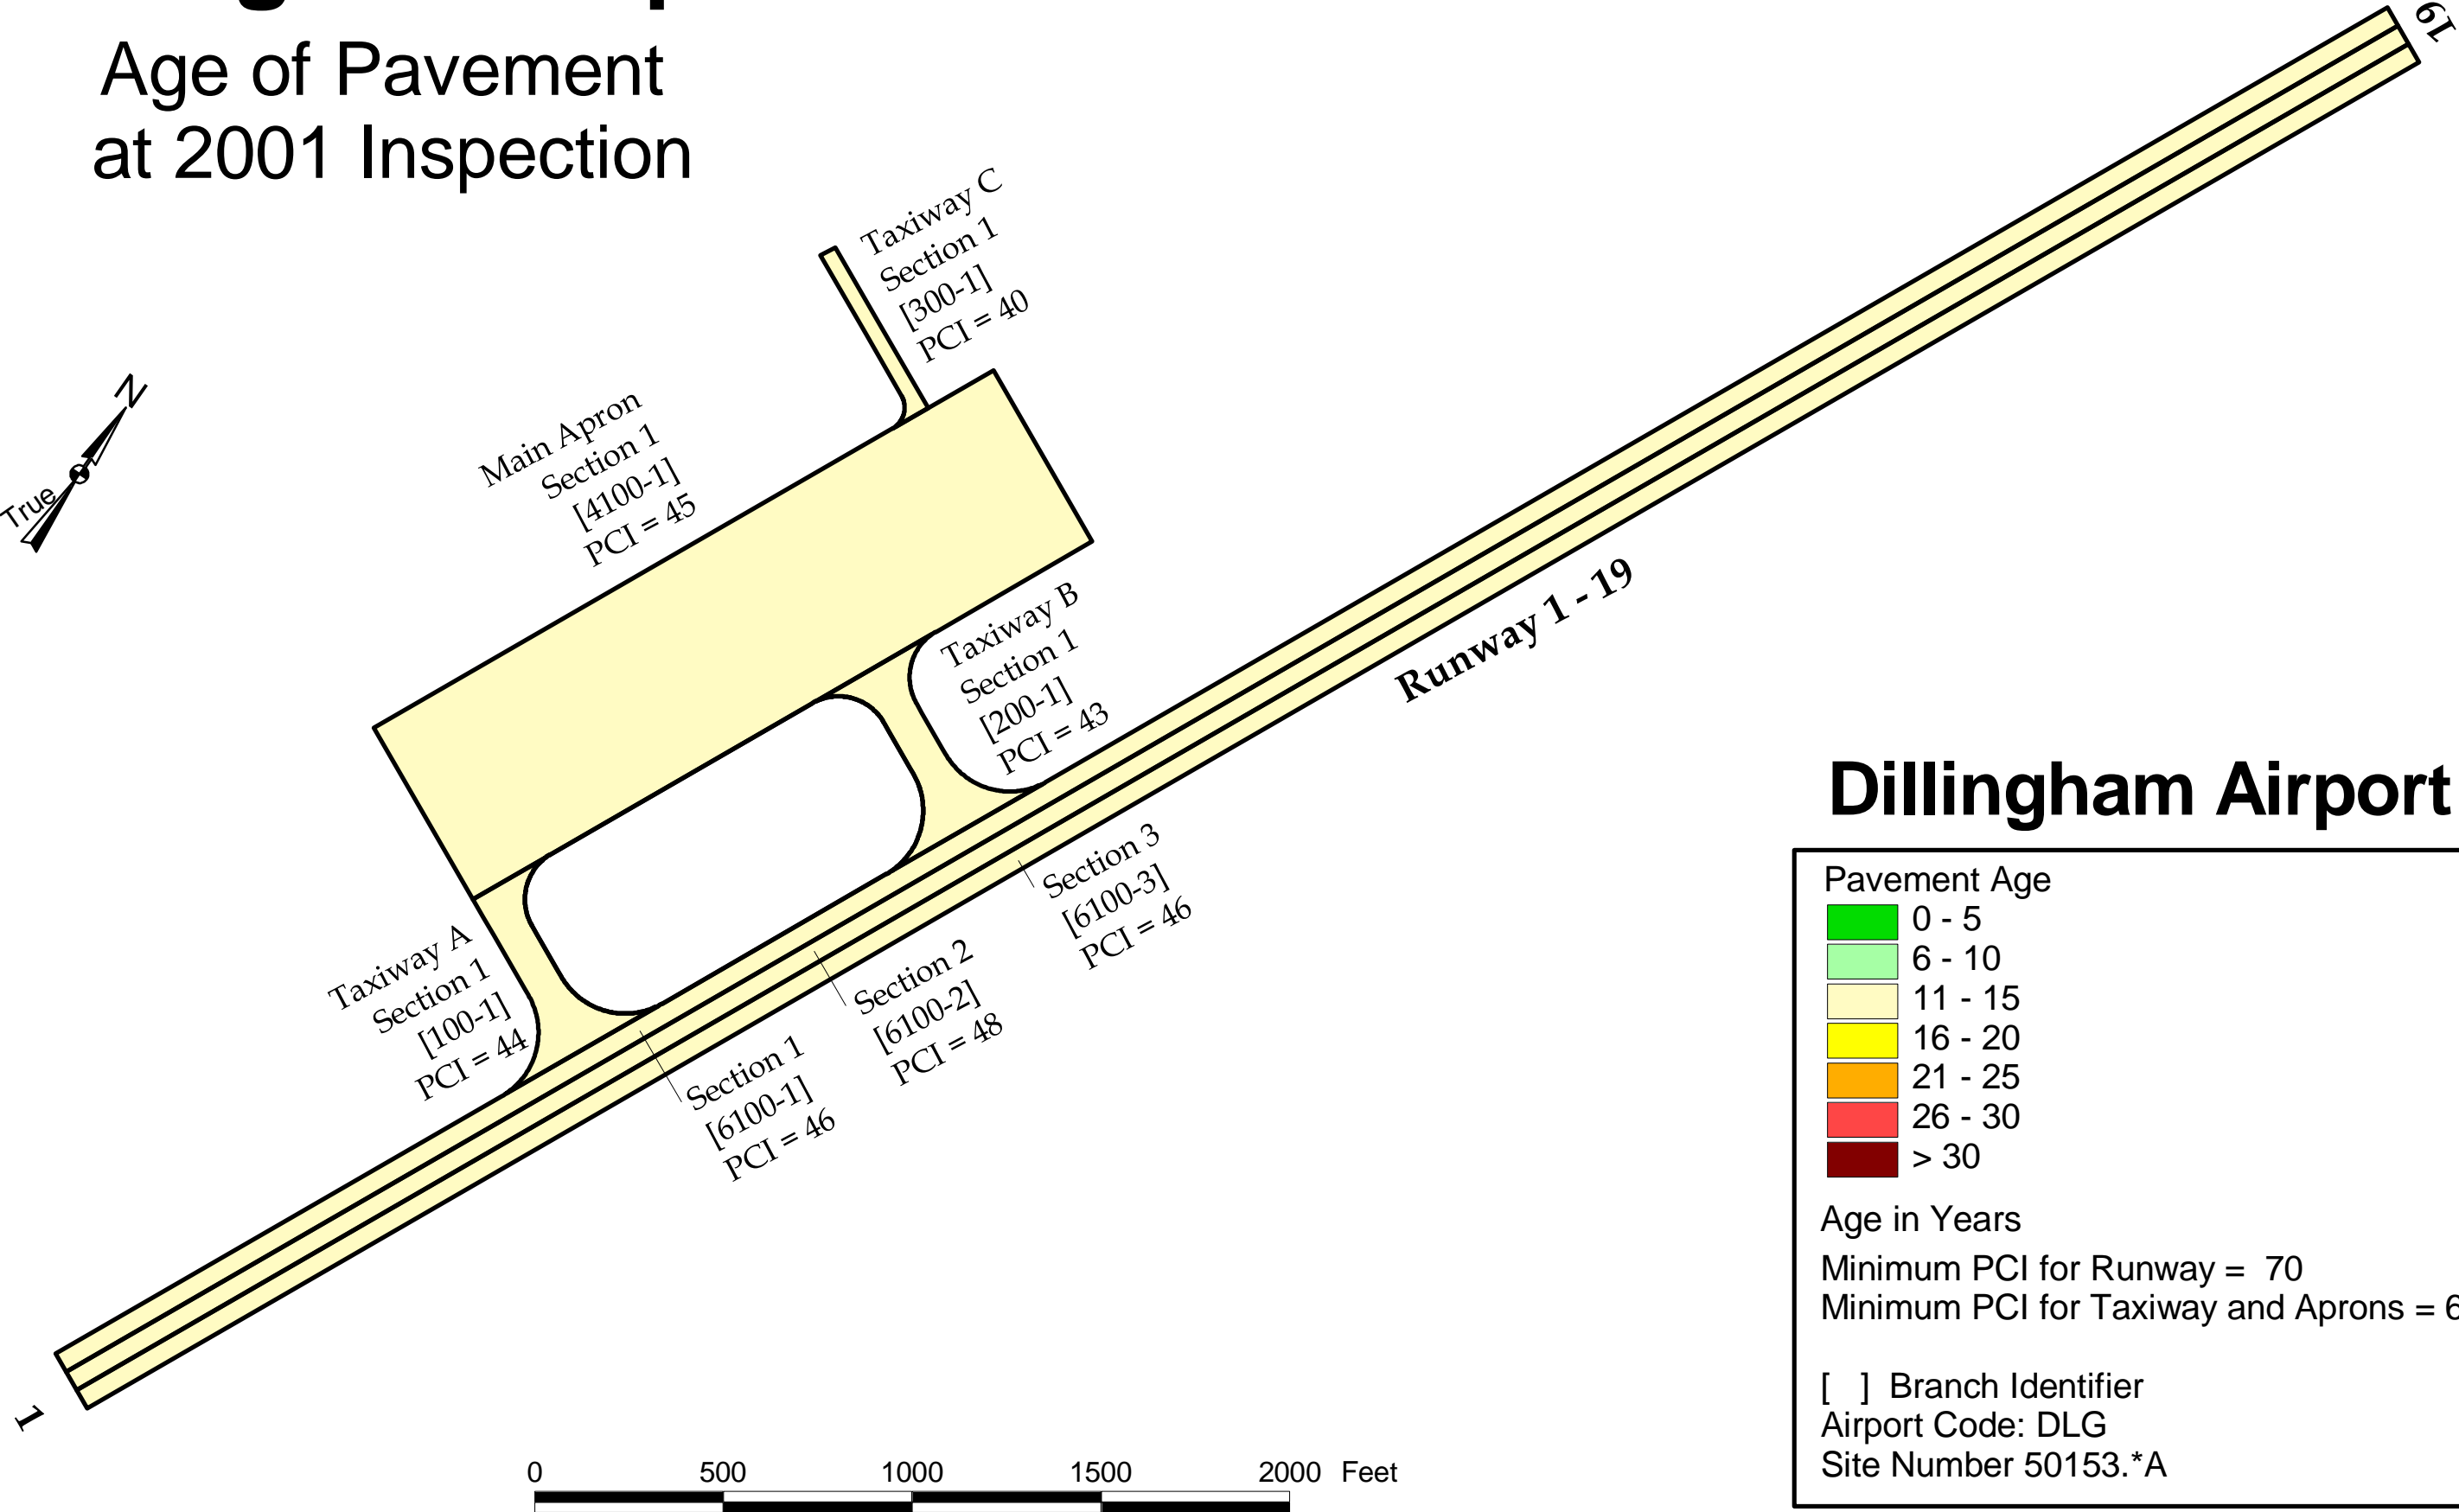 Age of Pavement
at 2001 Inspection
19
Taxiway C
Section 1
[300-1]
PCI = 40
N
True
Main Apron
Section 1
[4100-1]
PCI = 45
Taxiway B
Section 1
[200-1]
PCI = 43
Runway 1 - 19
Taxiway A
Section 1
[100-1]
PCI = 44
Section 1
[6100-1]
PCI = 46
Section 2
[6100-2]
PCI = 48
Section 3
[6100-3]
PCI = 46
1
0 500 1000 1500 2000 Feet
Dillingham Airport
Pavement Age
0 - 5
6 - 10
11 - 15
16 - 20
21 - 25
26 - 30
> 30
Age in Years
Minimum PCI for Runway = 70
Minimum PCI for Taxiway and Aprons = 6
[ ] Branch Identifier
Airport Code: DLG
Site Number 50153.*A